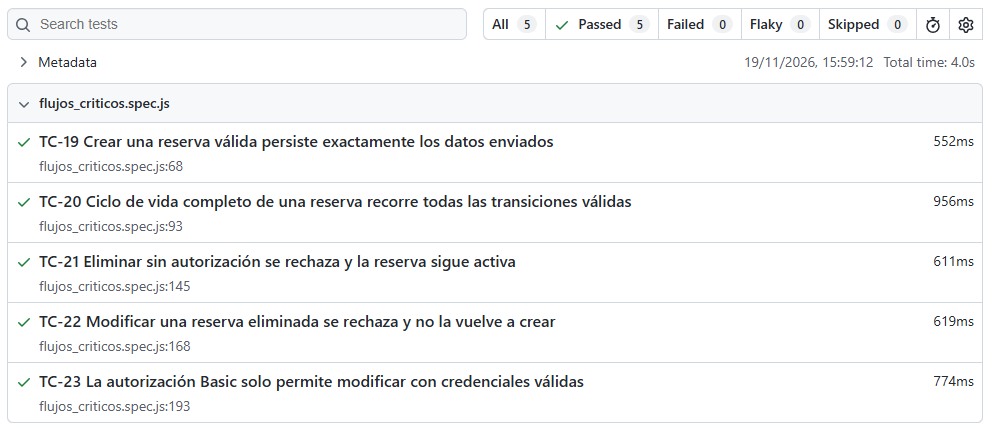 Search tests
All 5 Passed 5 Failed 0 Flaky 0 Skipped 0
Metadata 19/11/2026, 15:59:12 Total time: 4.0s
flujos_criticos.spec.js
TC-19 Crear una reserva válida persiste exactamente los datos enviados 552ms
flujos_criticos.spec.js:68
TC-20 Ciclo de vida completo de una reserva recorre todas las transiciones válidas 956ms
flujos_criticos.spec.js:93
TC-21 Eliminar sin autorización se rechaza y la reserva sigue activa 611ms
flujos_criticos.spec.js:145
TC-22 Modificar una reserva eliminada se rechaza y no la vuelve a crear 619ms
flujos_criticos.spec.js:168
TC-23 La autorización Basic solo permite modificar con credenciales válidas 774ms
flujos_criticos.spec.js:193